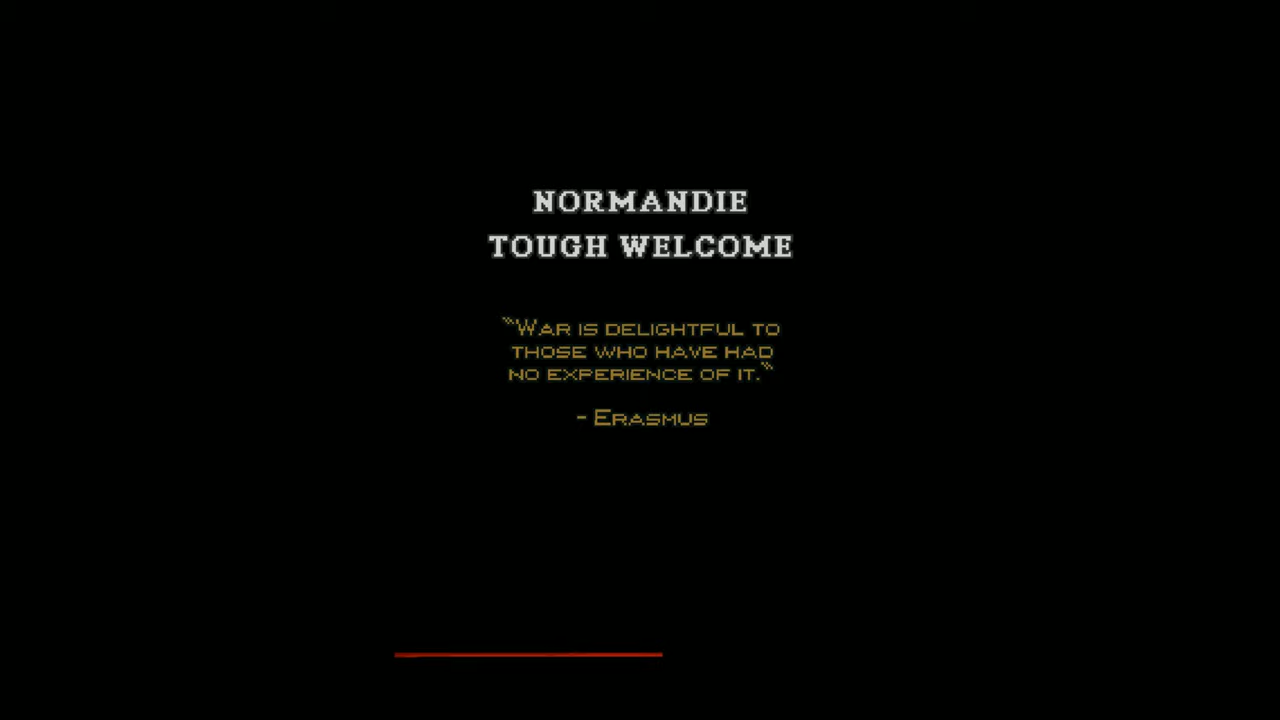 NORMANDIE
TOUGH WELCOME
"WAR IS DELIGHTFUL TO
THOSE WHO HAVE HAD
NO EXPERIENCE OF IT."
- ERASMUS